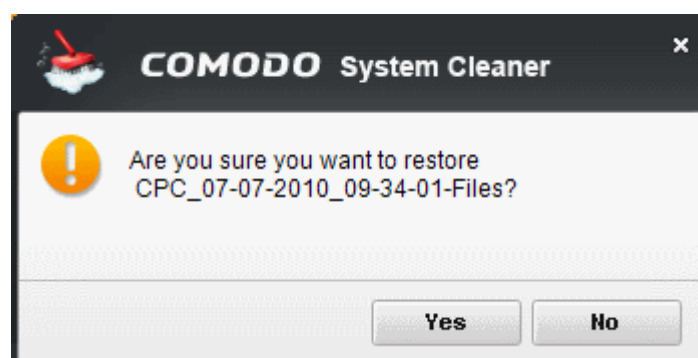 COMODO System Cleaner
Are you sure you want to restore
CPC_07-07-2010_09-34-01-Files?
Yes No